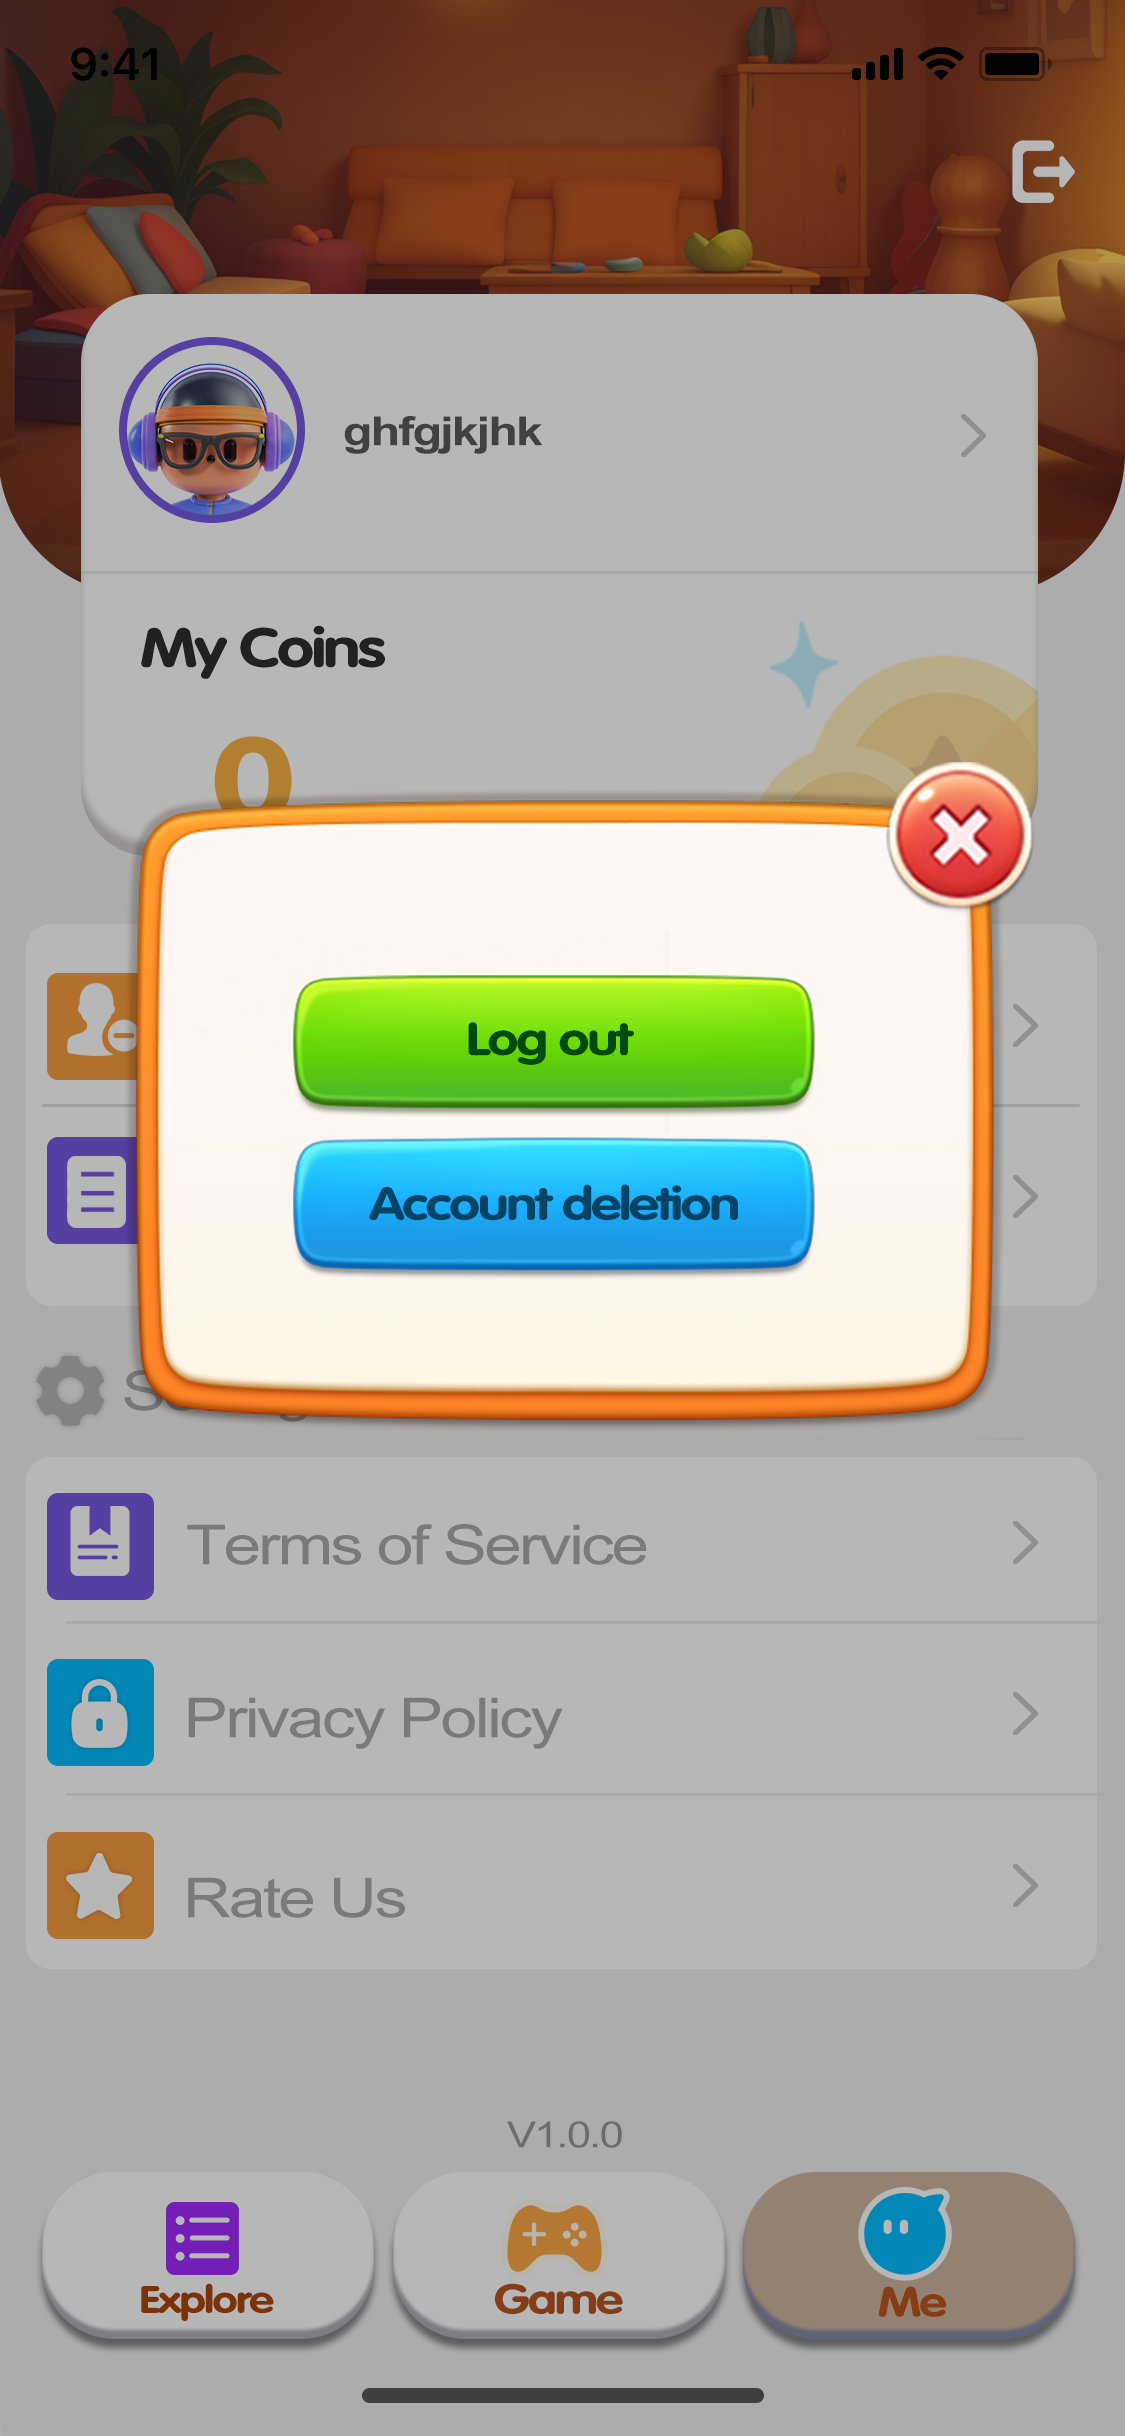 9:41
ghfgjkjhk
My Coins
0
Log out
Account deletion
Terms of Service
Privacy Policy
Rate Us
V1.0.0
Explore
Game
Me